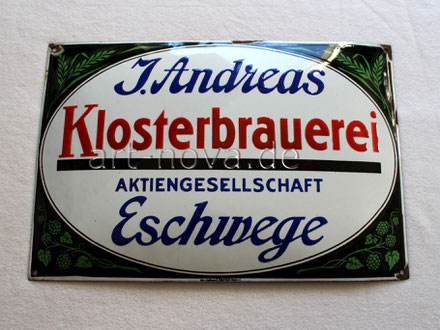 J. Andreas
Klosterbrauerei
art-nova.de
AKTIENGESELLSCHAFT
Eschwege